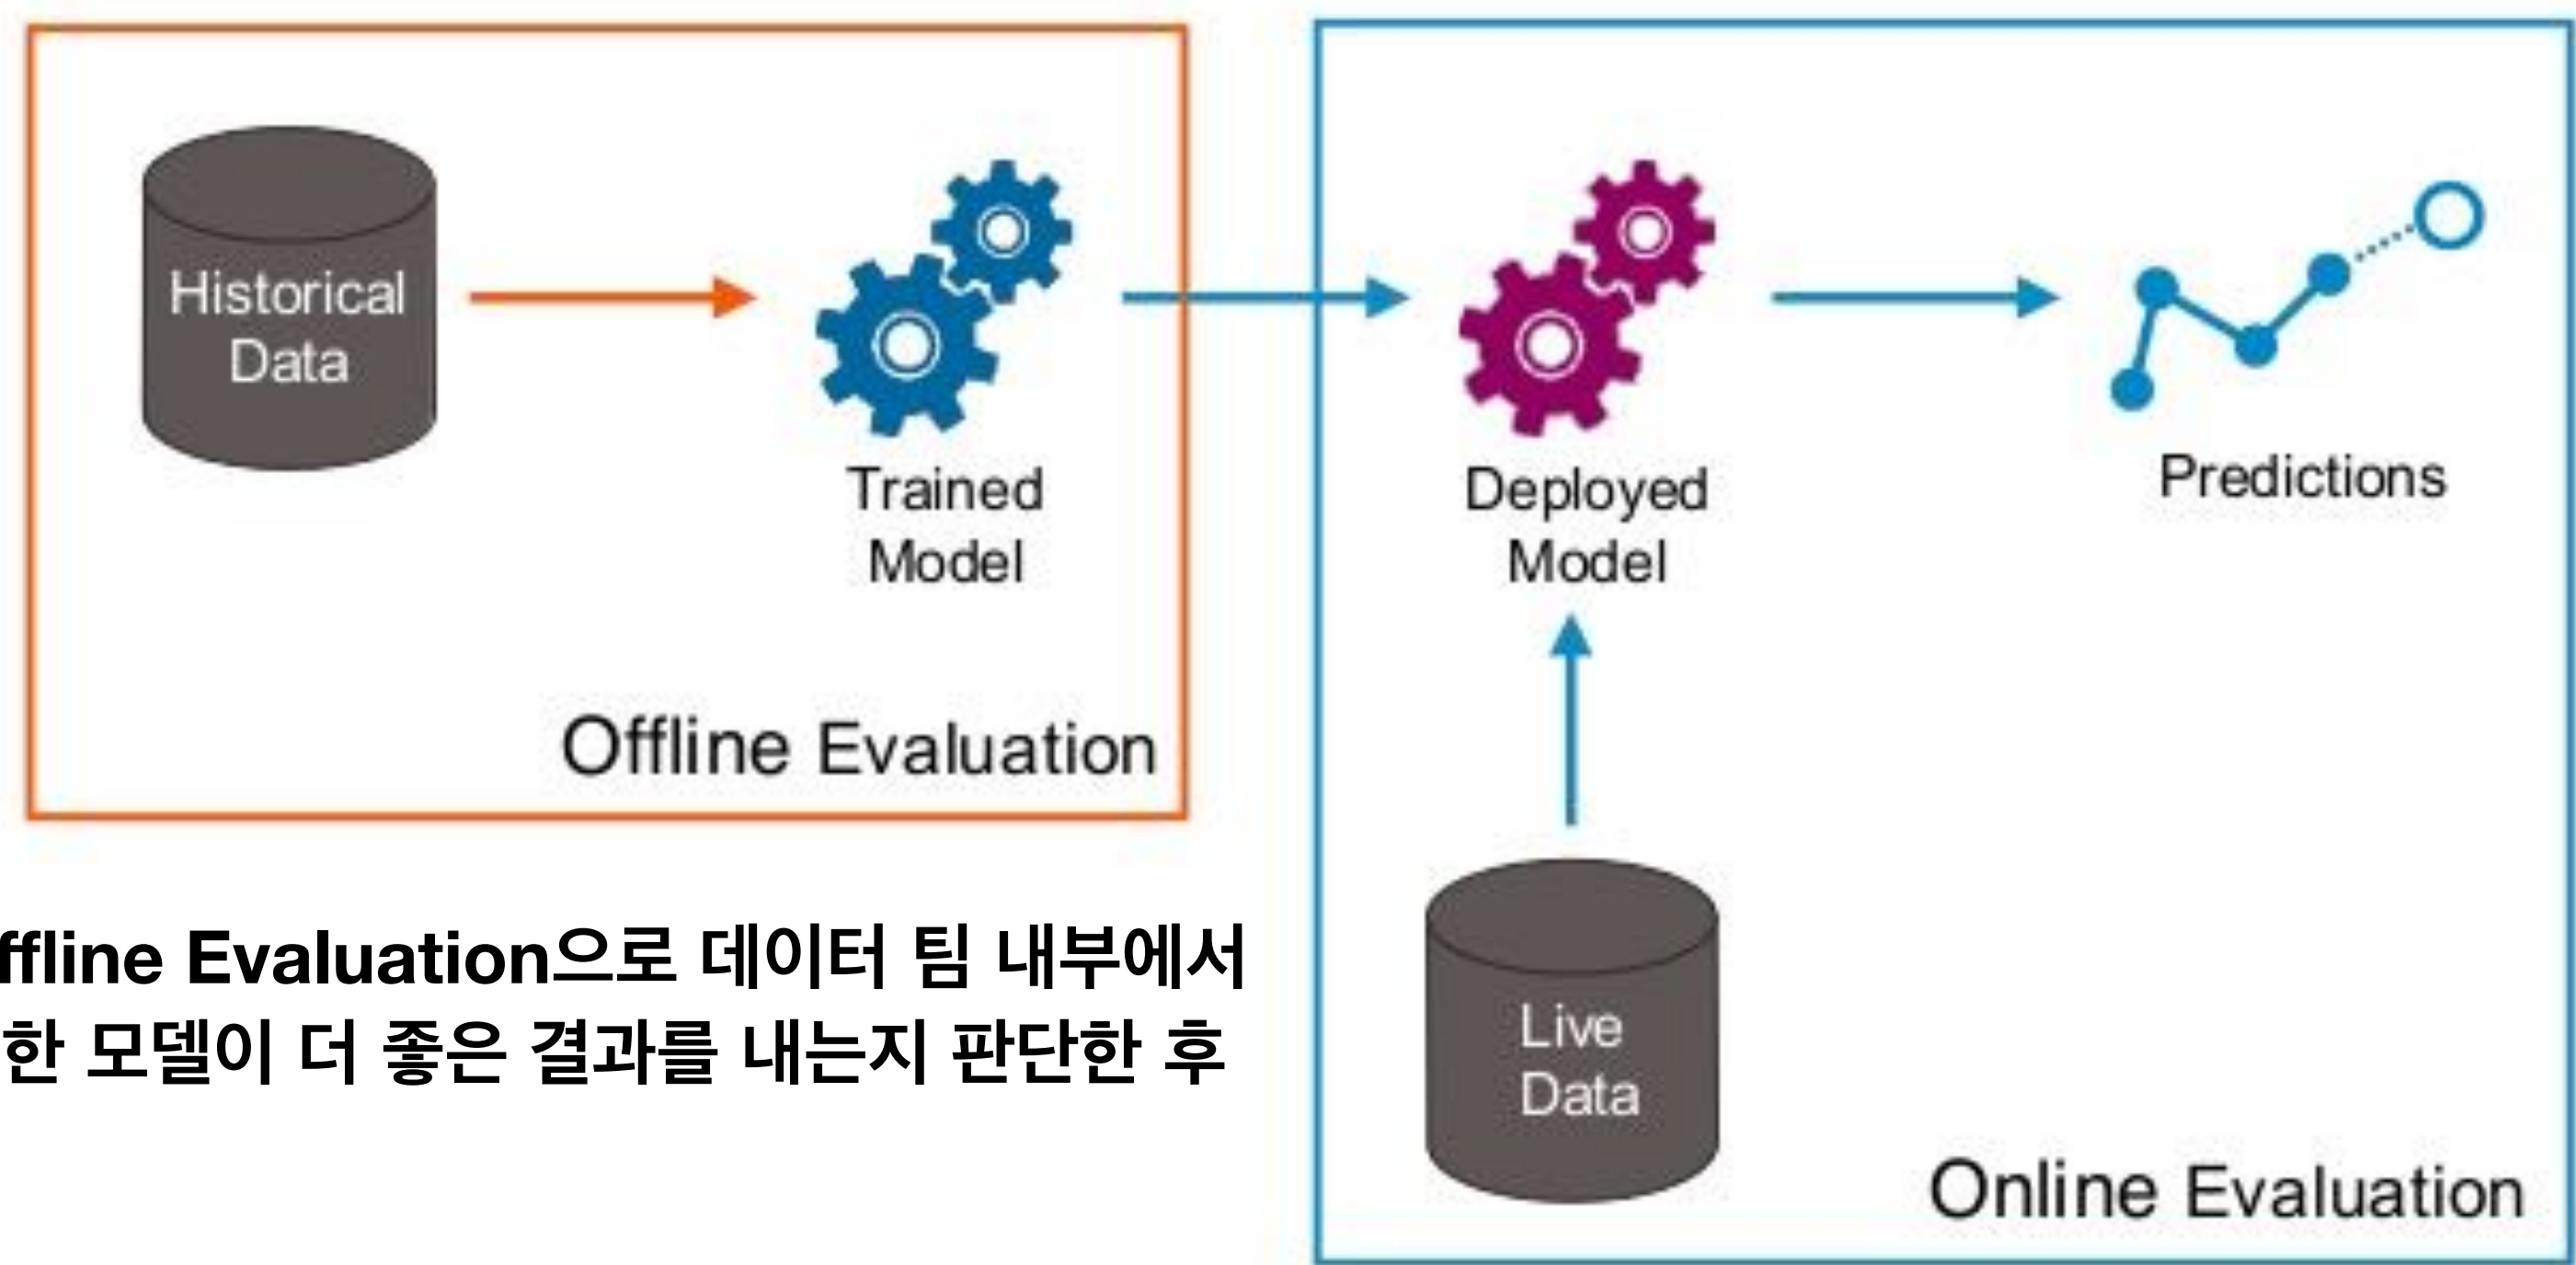 Historical
Data
Trained
Model
Offline Evaluation
Deployed
Model
Predictions
Live
Data
Online Evaluation
ffline Evaluation으로 데이터 팀 내부에서
한 모델이 더 좋은 결과를 내는지 판단한 후